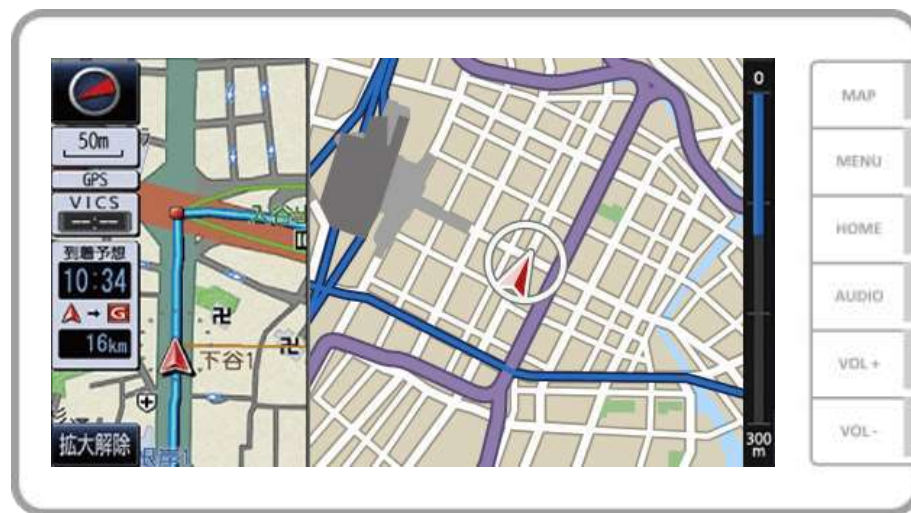 50m
GPS
VICS
-:--
到着予想
10:34
G
16km
拡大解除
下谷1
0
300
m
MAP
MENU
HOME
AUDIO
VOL +
VOL -